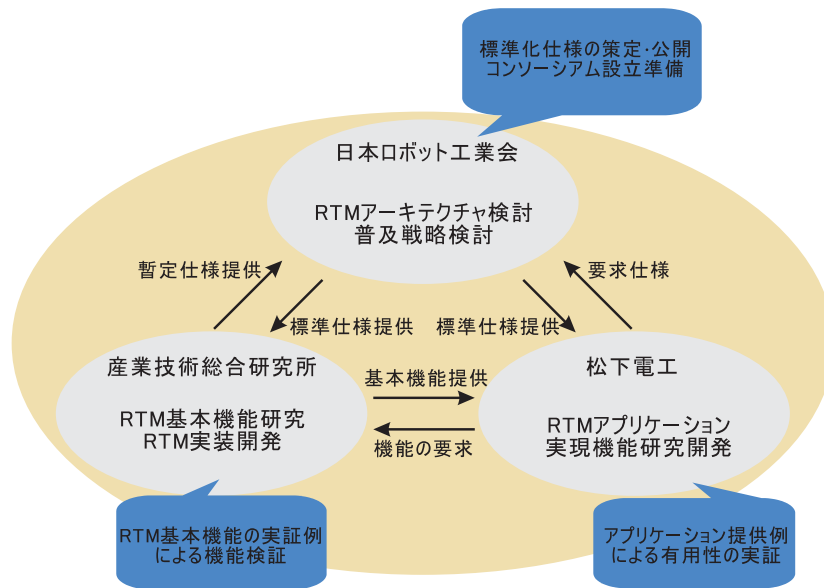 標準化仕様の策定･公開
コンソーシアム設立準備
日本ロボット工業会
RTMアーキテクチャ検討
普及戦略検討
暫定仕様提供
要求仕様
標準仕様提供
標準仕様提供
産業技術総合研究所
RTM基本機能研究
RTM実装開発
基本機能提供
機能の要求
松下電工
RTMアプリケーション
実現機能研究開発
RTM基本機能の実証例
による機能検証
アプリケーション提供例
による有用性の実証